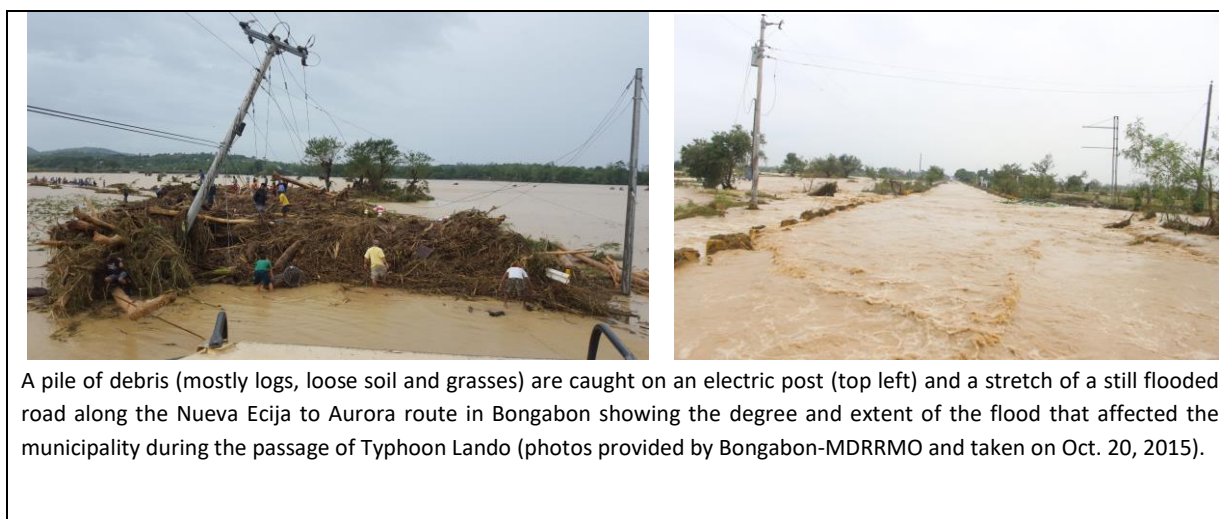 A pile of debris (mostly logs, loose soil and grasses) are caught on an electric post (top left) and a stretch of a still flooded
road along the Nueva Ecija to Aurora route in Bongabon showing the degree and extent of the flood that affected the
municipality during the passage of Typhoon Lando (photos provided by Bongabon-MDRRMO and taken on Oct. 20, 2015).